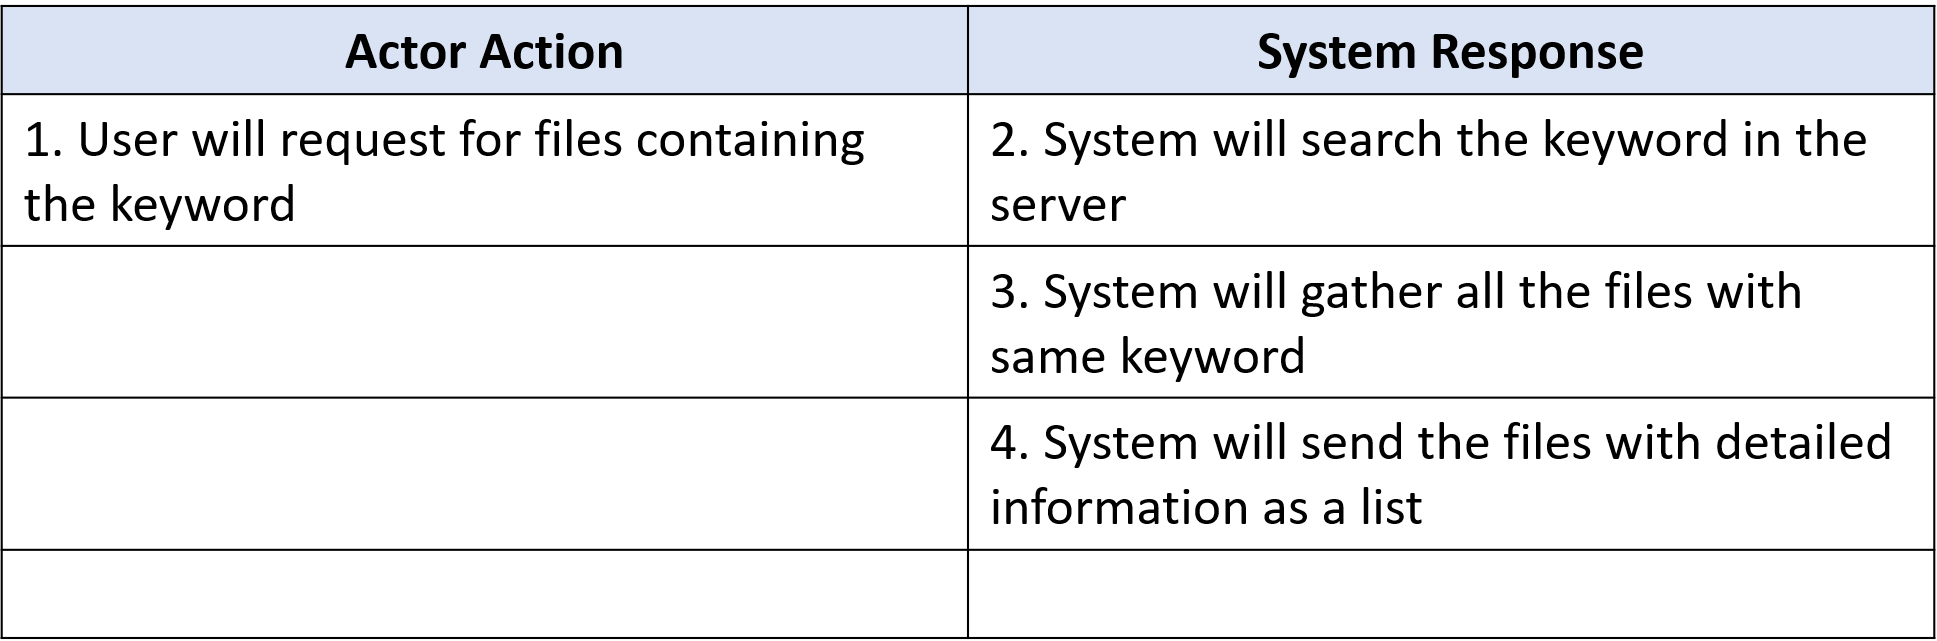 Actor Action
System Response
1. User will request for files containing
the keyword
2. System will search the keyword in the
server
3. System will gather all the files with
same keyword
4. System will send the files with detailed
information as a list